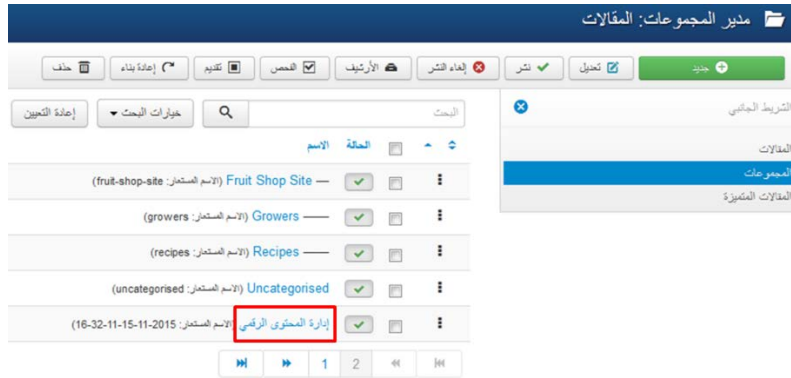 مدير المجموعات: المقالات
جديد تعديل نشر إلغاء النشر الأرشيف الفحص تقديم إعادة بناء حذف
الشريط الجانبي
المقالات
المجموعات
المقالات المتميزة
البحث خيارات البحث إعادة التعيين
الحالة الاسم
— Fruit Shop Site (الاسم المستعار: fruit-shop-site)
—— Growers (الاسم المستعار: growers)
—— Recipes (الاسم المستعار: recipes)
Uncategorised (الاسم المستعار: uncategorised)
إدارة المحتوى الرقمي (الاسم المستعار: 2015-11-15-11-32-16)
1 2